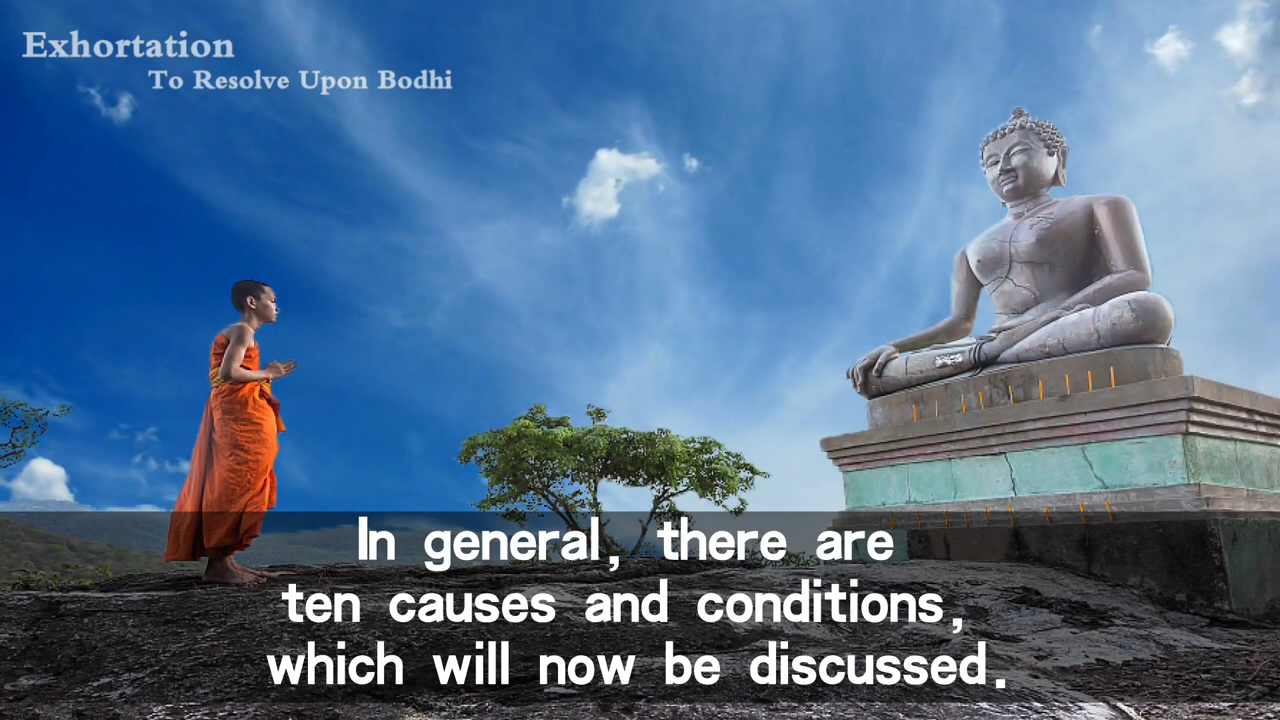 Exhortation
To Resolve Upon Bodhi
In general, there are
ten causes and conditions,
which will now be discussed.